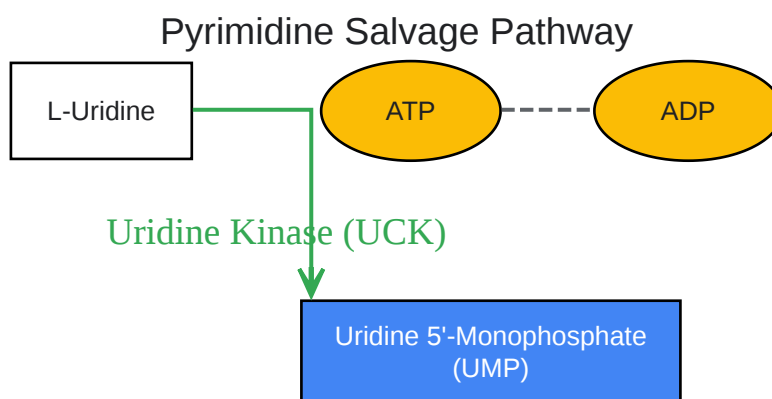 Pyrimidine Salvage Pathway
L-Uridine
ATP
ADP
Uridine Kinase (UCK)
Uridine 5'-Monophosphate
(UMP)